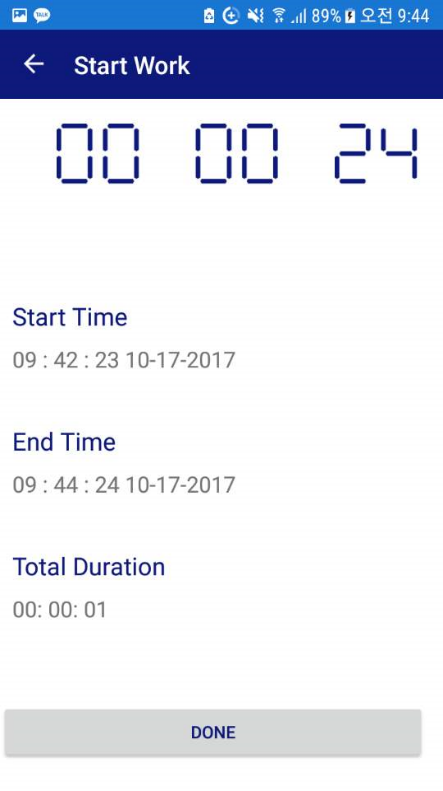 TALK 89% 오전 9:44
Start Work
00 00 24
Start Time
09 : 42 : 23 10-17-2017
End Time
09 : 44 : 24 10-17-2017
Total Duration
00: 00: 01
DONE